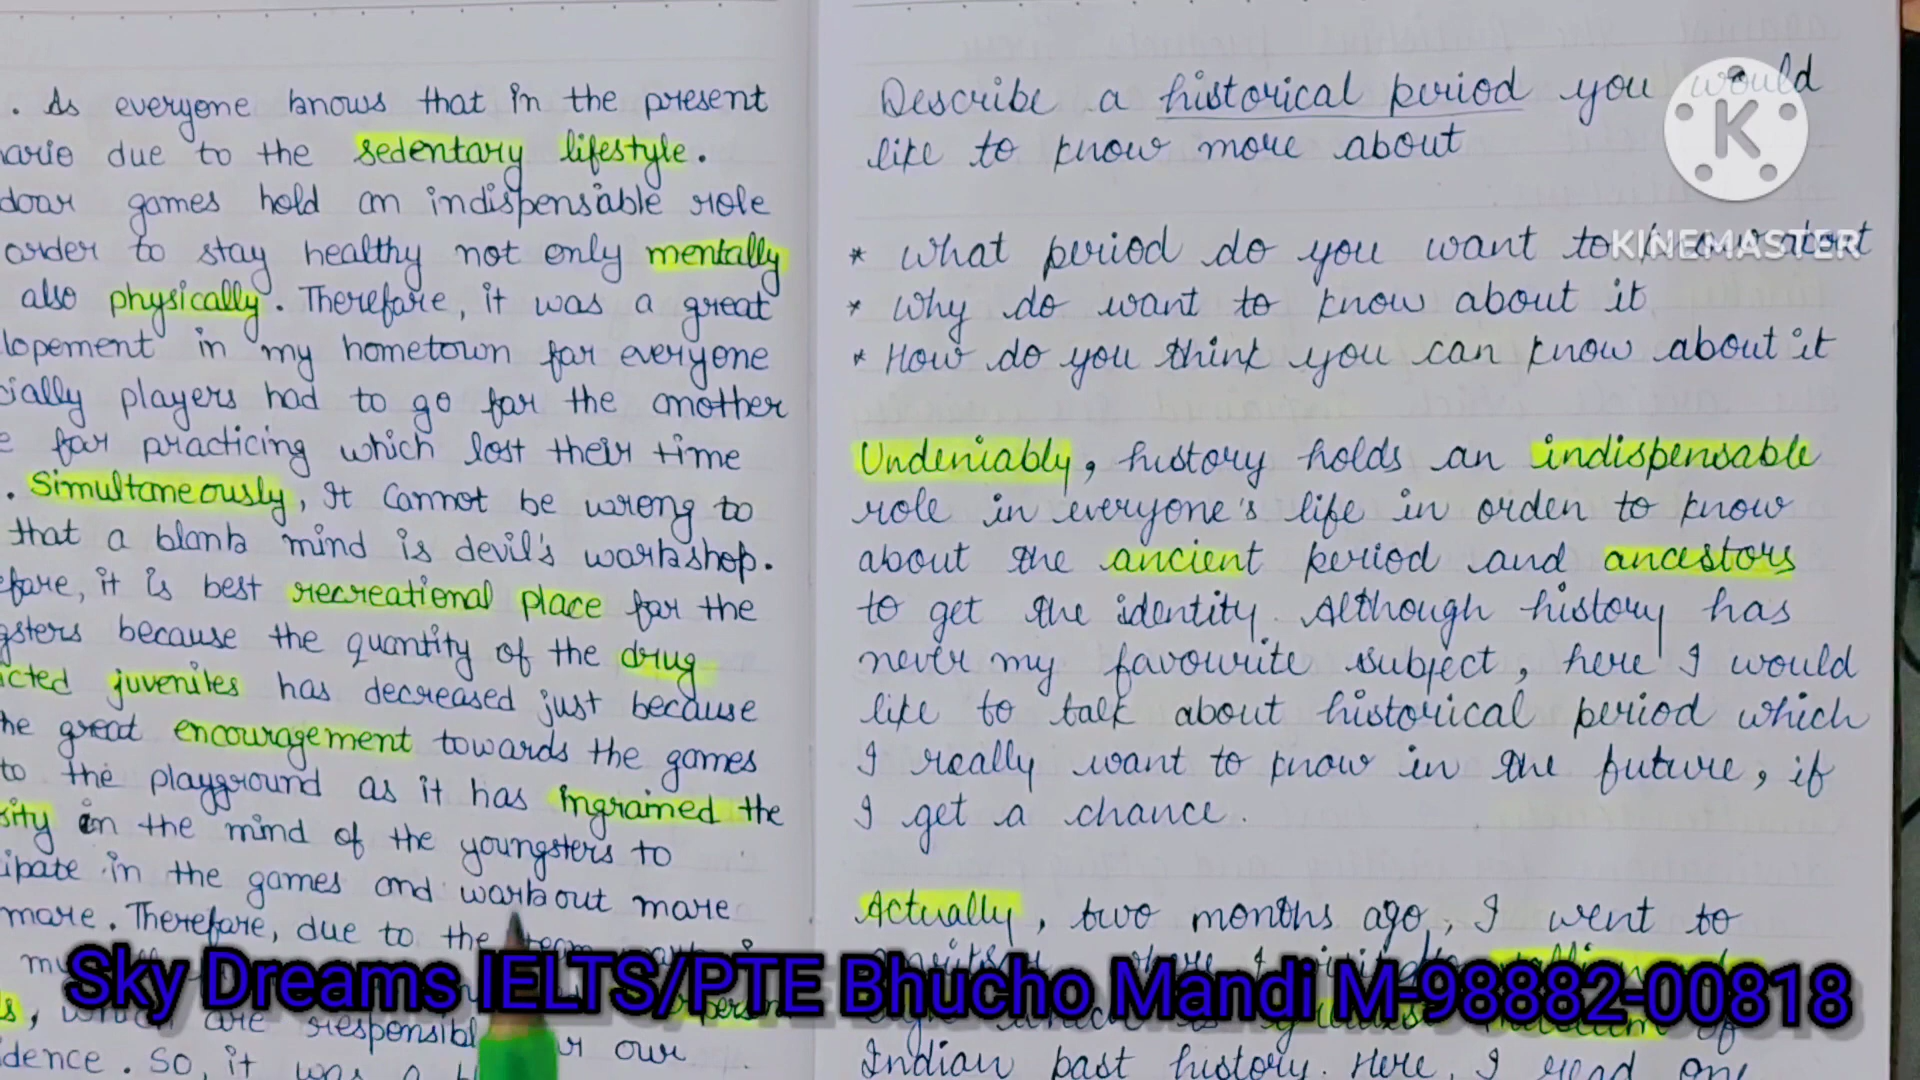 . As everyone knows that in the present
ario due to the sedentary lifestyle.
door games hold an indispensable role
order to stay healthy not only mentally
also physically. Therefore, it was a great
lopement in my hometown for everyone
cially players had to go for the another
e for practicing which lost their time
. Simultaneously, It cannot be wrong to
that a blank mind is devil's workshop.
efore, it is best recreational place for the
gsters because the quantity of the drug
icted juveniles has decreased just because
he great encouragement towards the games
to the playground as it has ingrained the
sity in the mind of the youngsters to
ipate in the games and workout more
more. Therefore, due to the
my
s, which are responsibl our
idence. So, it was a
Describe a historical period you would
like to know more about
* What period do you want to know about
* Why do want to know about it
* How do you think you can know about it
Undeniably, history holds an indispensable
role in everyone's life in orden to know
about the ancient period and ancestors
to get the identity. Although history has
never my favourite subject, here I would
like to talk about historical period which
I really want to know in the future, if
I get a chance.
Actually, two months ago, I went to
where I
of
Indian past history. Here, I read one
K
KINEMASTER
Sky Dreams IELTS/PTE Bhucho Mandi M-98882-00818